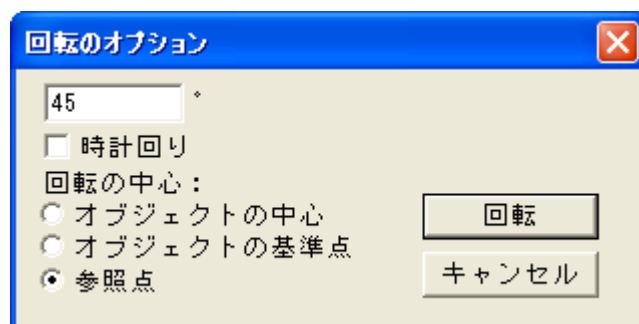 回転のオプション
45 °
時計回り
回転の中心：
オブジェクトの中心
オブジェクトの基準点
参照点
回転
キャンセル